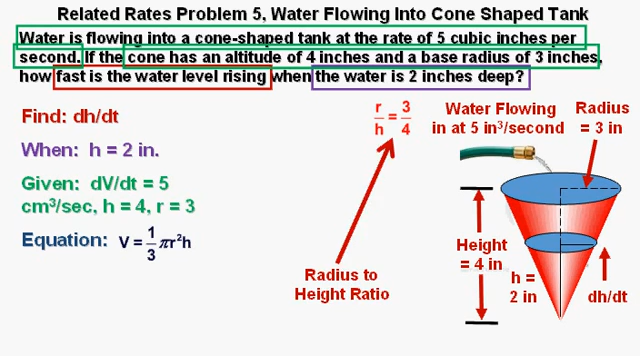 Related Rates Problem 5, Water Flowing Into Cone Shaped Tank
Water is flowing into a cone-shaped tank at the rate of 5 cubic inches per
second. If the cone has an altitude of 4 inches and a base radius of 3 inches,
how fast is the water level rising when the water is 2 inches deep?
Find: dh/dt
When: h = 2 in.
Given: dV/dt = 5
cm³/sec, h = 4, r = 3
Equation: V = 1/3 πr²h
r/h = 3/4
Radius to
Height Ratio
Water Flowing
in at 5 in³/second
Radius
= 3 in
Height
= 4 in
h =
2 in
dh/dt